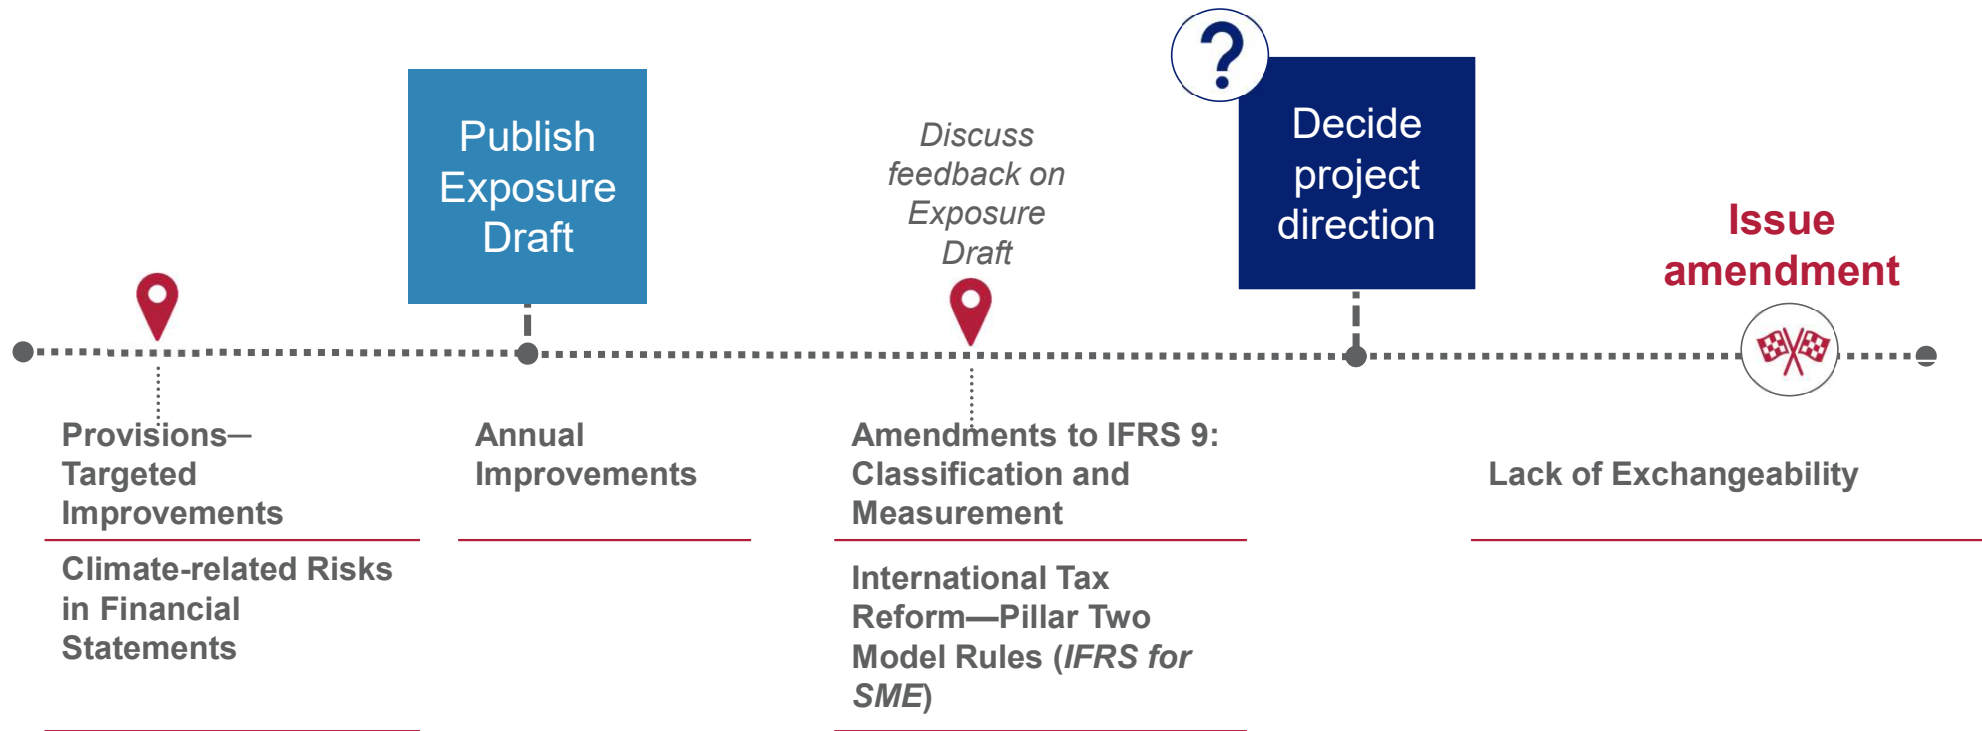 Publish
Exposure
Draft
Discuss
feedback on
Exposure
Draft
?
Decide
project
direction
Issue
amendment
Provisions—
Targeted
Improvements
Climate-related Risks
in Financial
Statements
Annual
Improvements
Amendments to IFRS 9:
Classification and
Measurement
International Tax
Reform—Pillar Two
Model Rules (IFRS for
SME)
Lack of Exchangeability